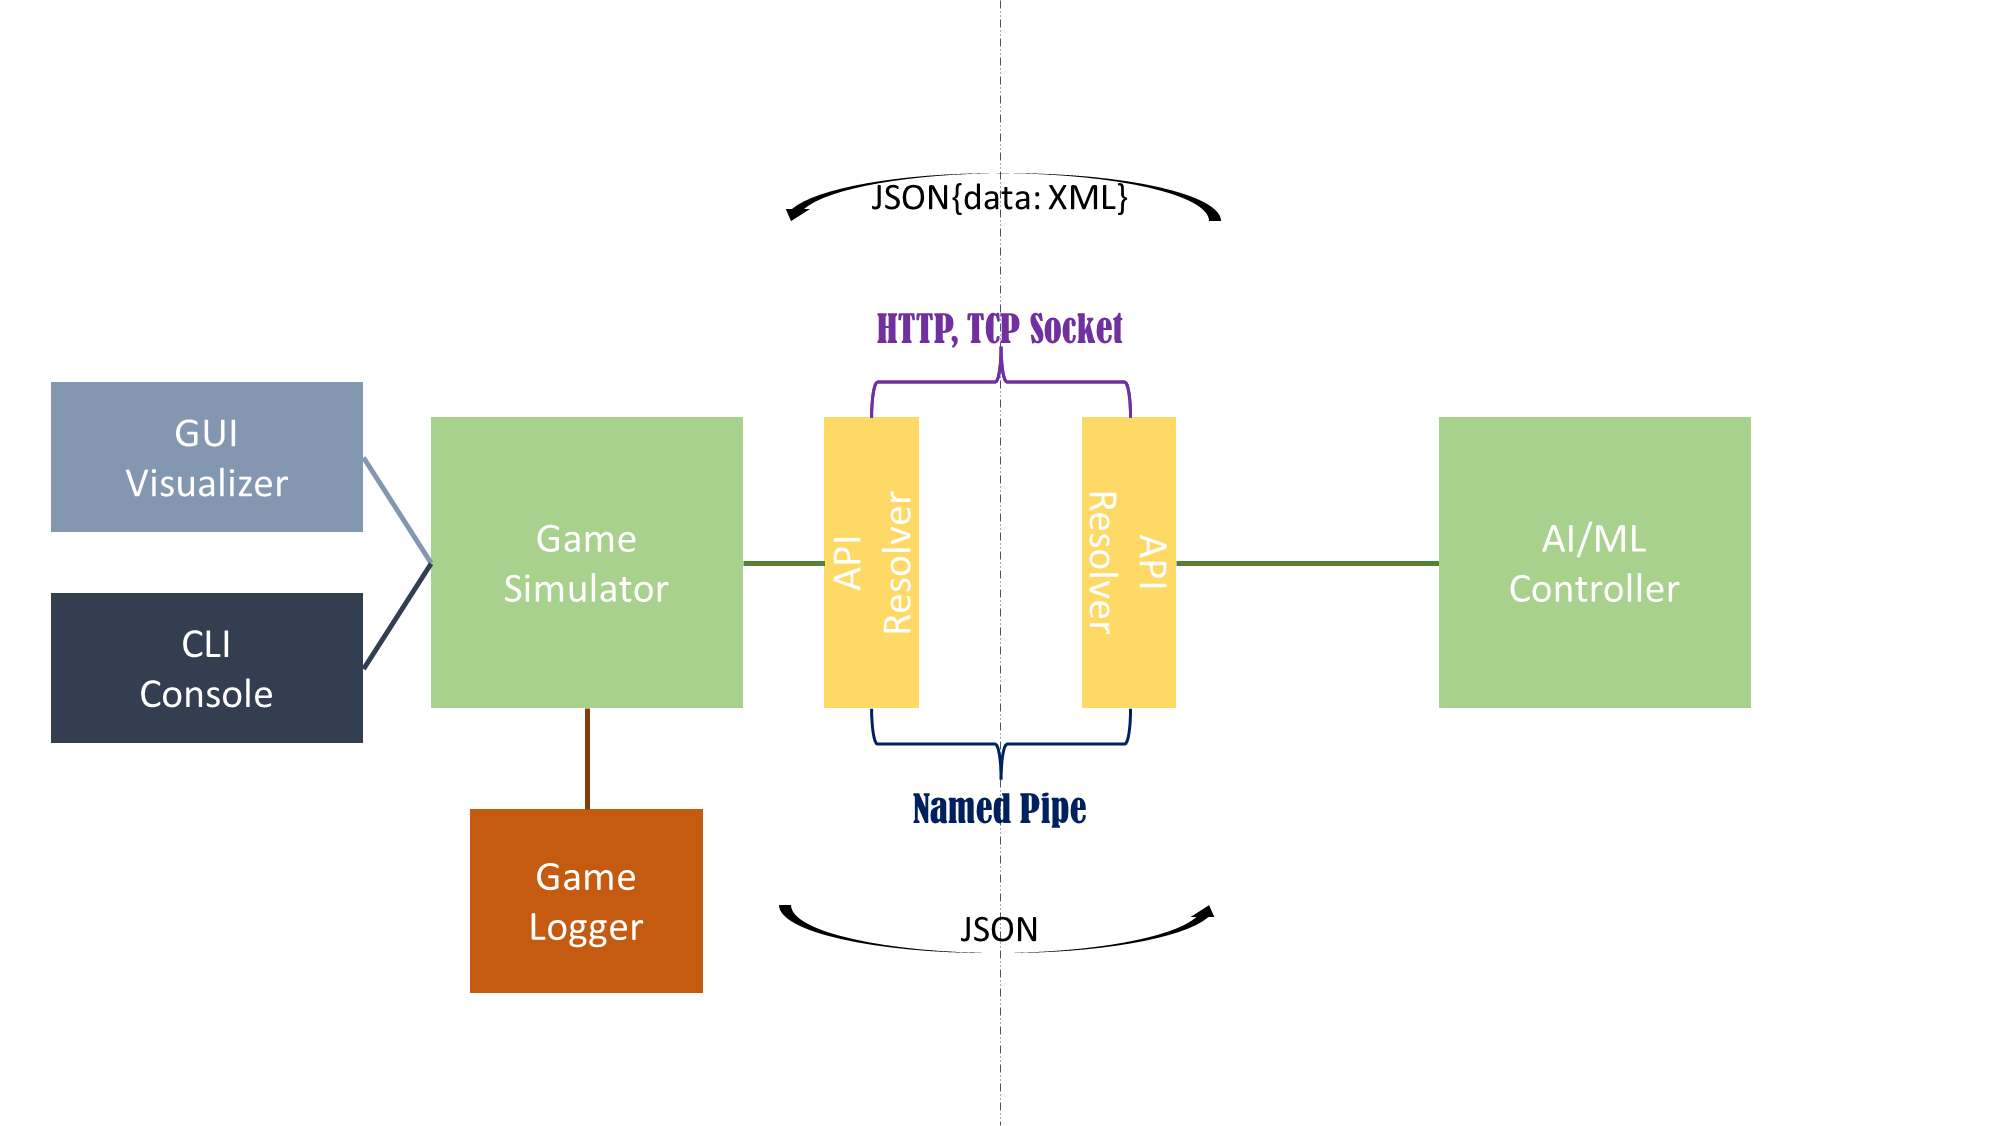 JSON{data: XML}
HTTP, TCP Socket
GUI
Visualizer
CLI
Console
Game
Simulator
API
Resolver
API
Resolver
AI/ML
Controller
Named Pipe
Game
Logger
JSON